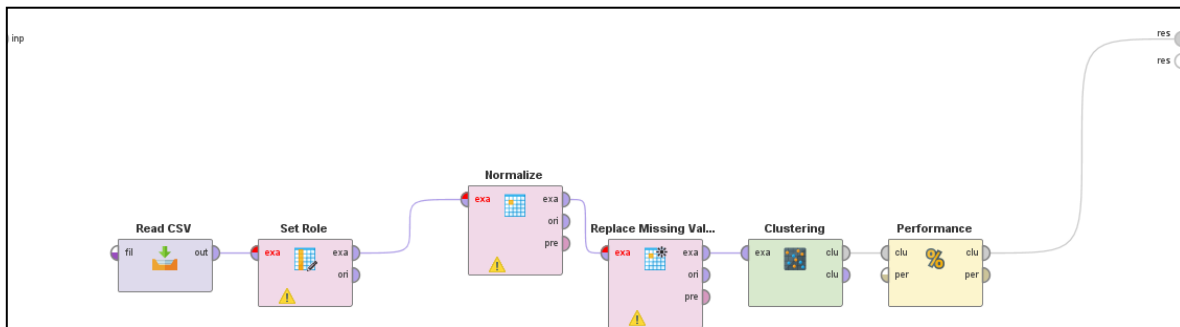 inp
res
res
Normalize
exa exa
ori
pre
Read CSV
fil out
Set Role
exa exa
ori
Replace Missing Val...
exa exa
ori
pre
Clustering
exa clu
clu
Performance
% 
clu clu
per per